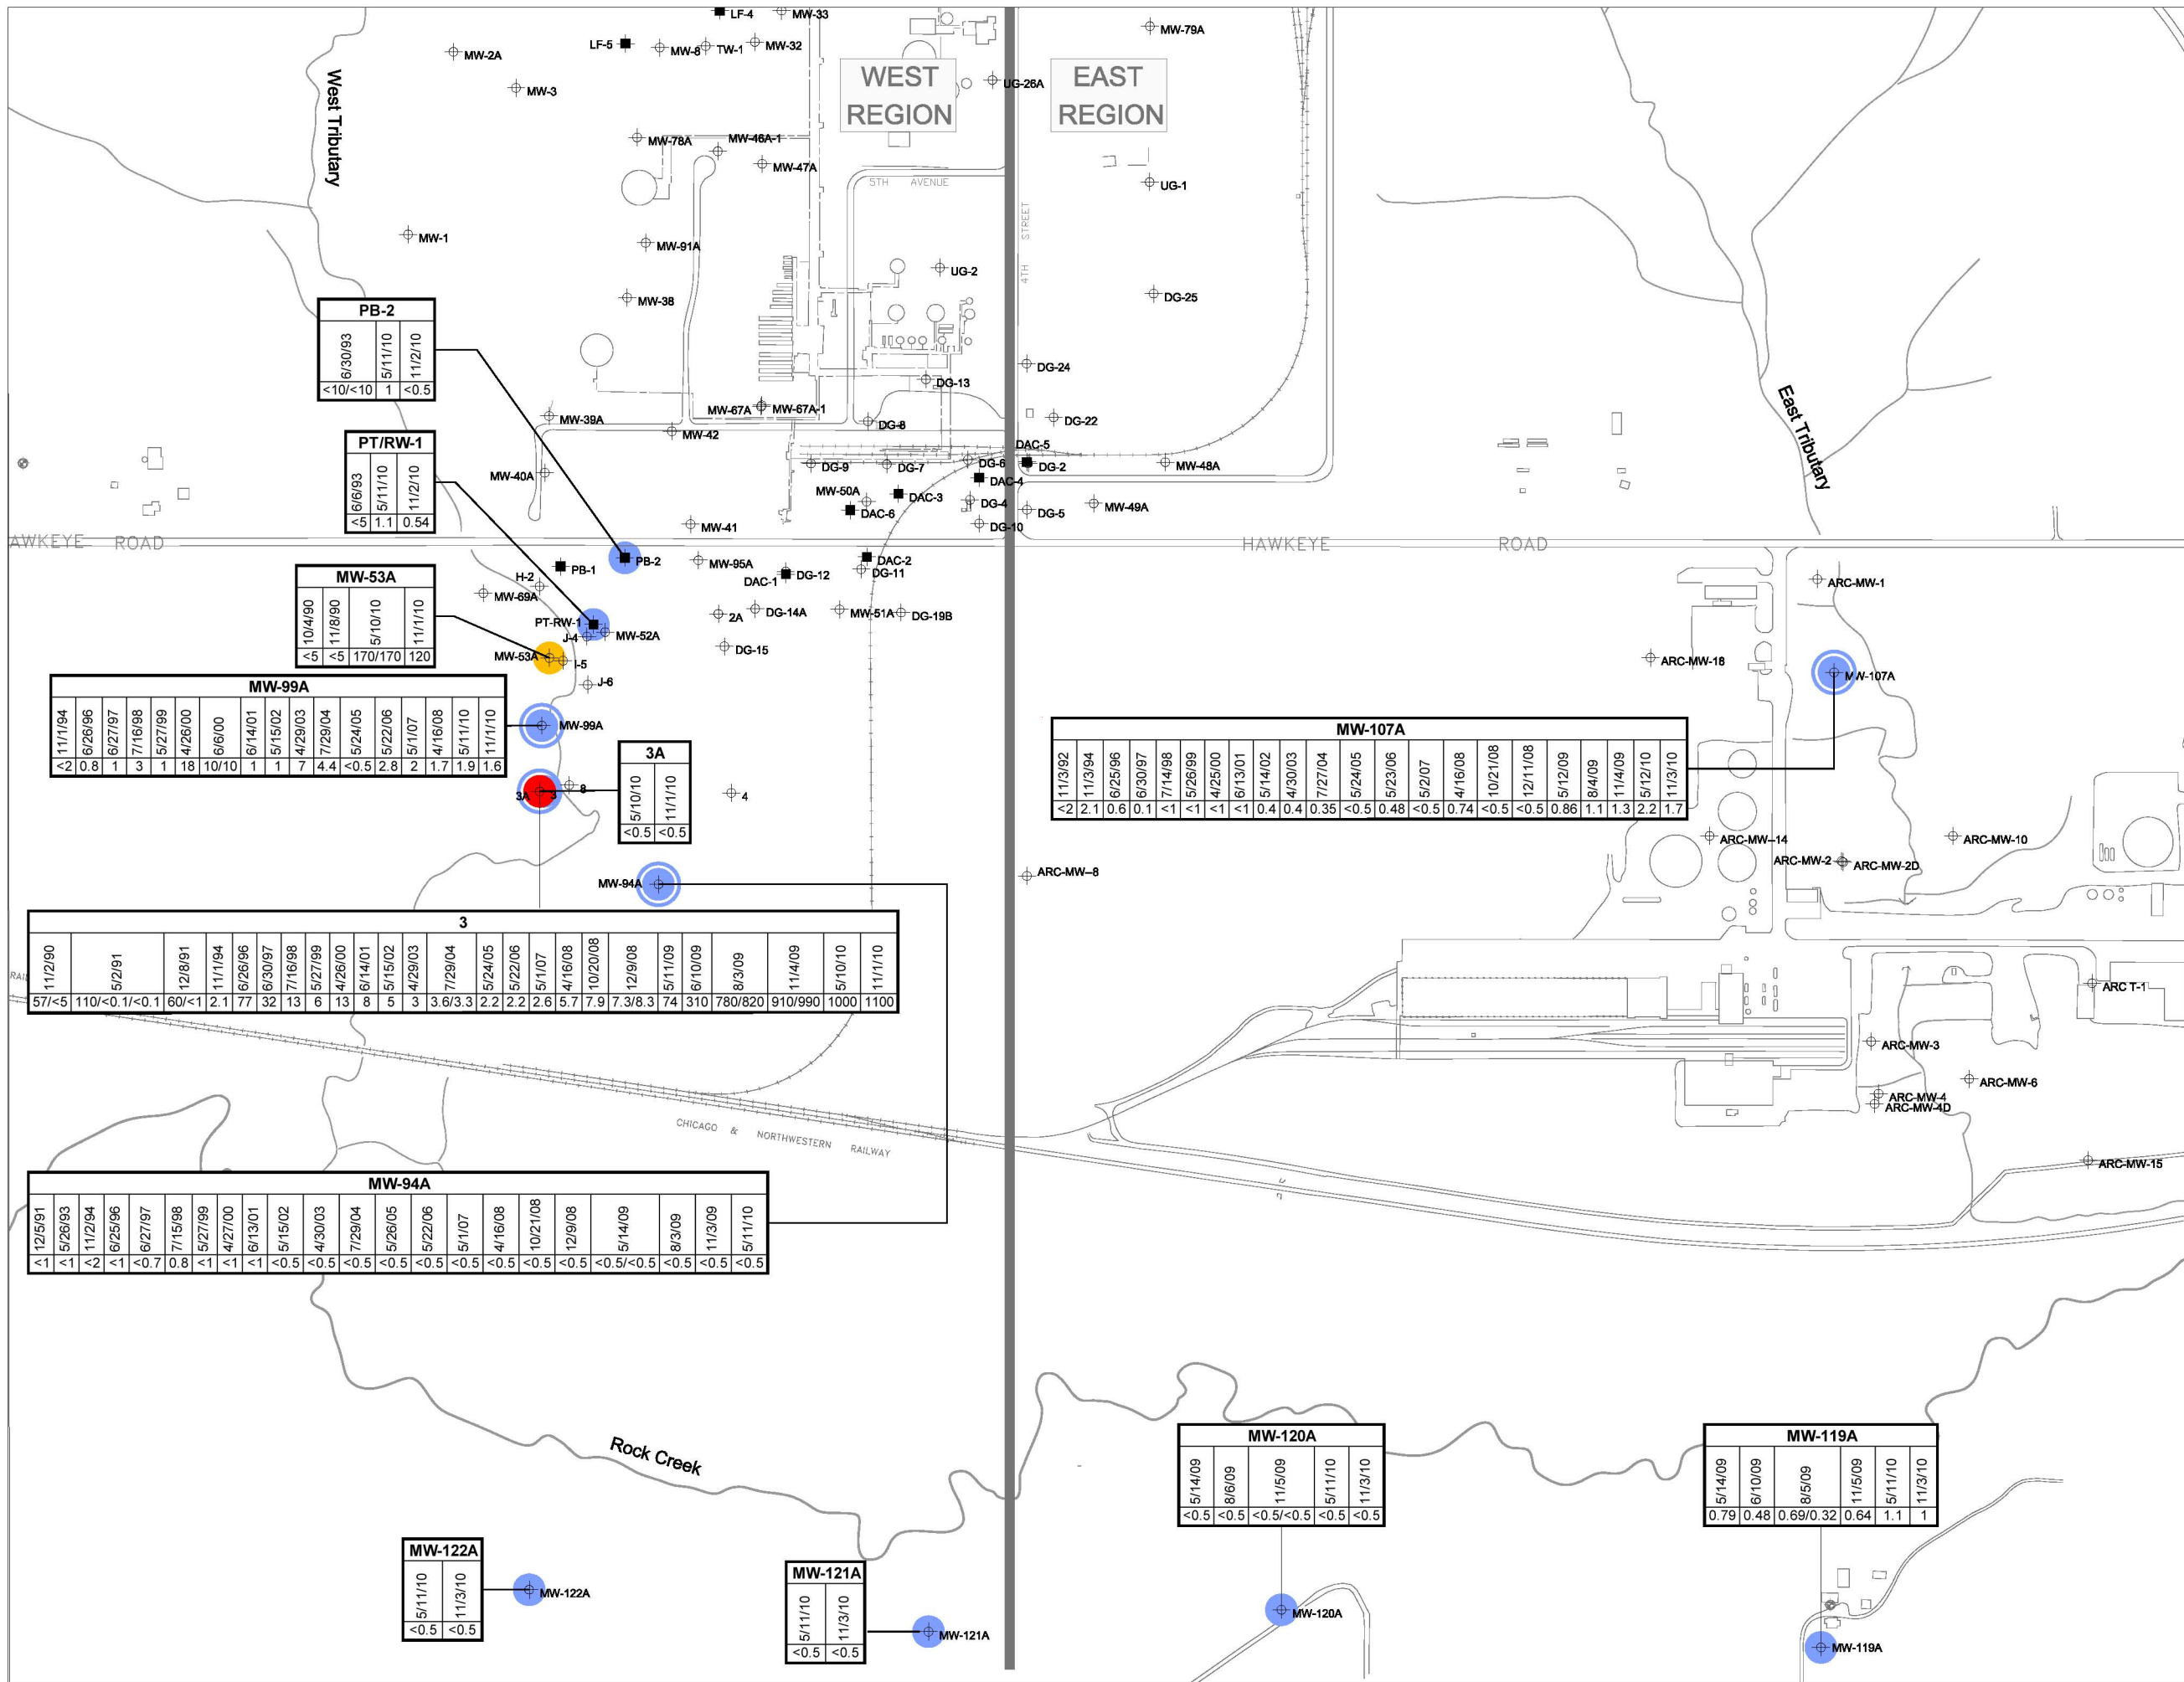 LF-4
MW-33
LF-5
MW-8
TW-1
MW-32
MW-2A
MW-3
West Tributary
WEST
REGION
EAST
REGION
UG-26A
MW-79A
MW-78A
MW-46A-1
MW-47A
5TH AVENUE
UG-1
4TH STREET
MW-1
MW-91A
UG-2
MW-38
DG-25
PB-2
6/30/93 5/11/10 11/2/10
<10/<10 1 <0.5
DG-24
DG-13
MW-67A
MW-67A-1
MW-39A
MW-42
DG-8
DG-22
East Tributary
PT/RW-1
6/6/93 5/11/10 11/2/10
<5 1.1 0.54
DAC-5
DG-9
DG-7
DG-6
DG-2
MW-48A
MW-40A
DAC-4
MW-50A
DAC-3
DG-4
DAC-6
DG-5
MW-49A
MW-41
DG-10
AWKEYE ROAD
HAWKEYE ROAD
PB-1
PB-2
MW-95A
DAC-2
DAC-1
DG-12
DG-11
H-2
MW-69A
ARC-MW-1
MW-53A
10/4/90 11/8/90 5/10/10 11/1/10
<5 <5 170/170 120
2A
DG-14A
MW-51A
DG-19B
PT-RW-1
J-4
MW-52A
DG-15
MW-53A
I-5
J-6
ARC-MW-18
MW-107A
MW-99A
11/1/94 6/26/96 6/27/97 7/16/98 5/27/99 4/26/00 6/6/00 6/14/01 5/15/02 4/29/03 7/29/04 5/24/05 5/22/06 5/1/07 4/16/08 5/11/10 11/1/10
<2 0.8 1 3 1 18 10/10 1 1 7 4.4 <0.5 2.8 2 1.7 1.9 1.6
MW-99A
3A
5/10/10 11/1/10
<0.5 <0.5
MW-107A
11/3/92 11/3/94 6/25/96 6/30/97 7/14/98 5/26/99 4/25/00 6/13/01 5/14/02 4/30/03 7/27/04 5/24/05 5/23/06 5/2/07 4/16/08 10/21/08 12/11/08 5/12/09 8/4/09 11/4/09 5/12/10 11/3/10
<2 2.1 0.6 0.1 <1 <1 <1 <1 0.4 0.4 0.35 <0.5 0.48 <0.5 0.74 <0.5 <0.5 0.86 1.1 1.3 2.2 1.7
3A
3
8
4
ARC-MW-14
ARC-MW-10
ARC-MW-2
ARC-MW-2D
ARC-MW-8
MW-94A
3
11/2/90 5/2/91 12/8/91 11/1/94 6/26/96 6/30/97 7/16/98 5/27/99 4/26/00 6/14/01 5/15/02 4/29/03 7/29/04 5/24/05 5/22/06 5/1/07 4/16/08 10/20/08 12/9/08 5/11/09 6/10/09 8/3/09 11/4/09 5/10/10 11/1/10
57/<5 110/<0.1/<0.1 60/<1 2.1 77 32 13 6 13 8 5 3 3.6/3.3 2.2 2.2 2.6 5.7 7.9 7.3/8.3 74 310 780/820 910/990 1000 1100
RAI
ARC T-1
ARC-MW-3
ARC-MW-6
ARC-MW-4
ARC-MW-4D
CHICAGO & NORTHWESTERN RAILWAY
ARC-MW-15
MW-94A
12/5/91 5/26/93 11/2/94 6/25/96 6/27/97 7/15/98 5/27/99 4/27/00 6/13/01 5/15/02 4/30/03 7/29/04 5/26/05 5/22/06 5/1/07 4/16/08 10/21/08 12/9/08 5/14/09 8/3/09 11/3/09 5/11/10
<1 <1 <2 <1 <0.7 0.8 <1 <1 <1 <0.5 <0.5 <0.5 <0.5 <0.5 <0.5 <0.5 <0.5 <0.5 <0.5/<0.5 <0.5 <0.5 <0.5
Rock Creek
MW-120A
5/14/09 8/6/09 11/5/09 5/11/10 11/3/10
<0.5 <0.5 <0.5/<0.5 <0.5 <0.5
MW-119A
5/14/09 6/10/09 8/5/09 11/5/09 5/11/10 11/3/10
0.79 0.48 0.69/0.32 0.64 1.1 1
MW-122A
5/11/10 11/3/10
<0.5 <0.5
MW-122A
MW-121A
5/11/10 11/3/10
<0.5 <0.5
MW-121A
MW-120A
MW-119A